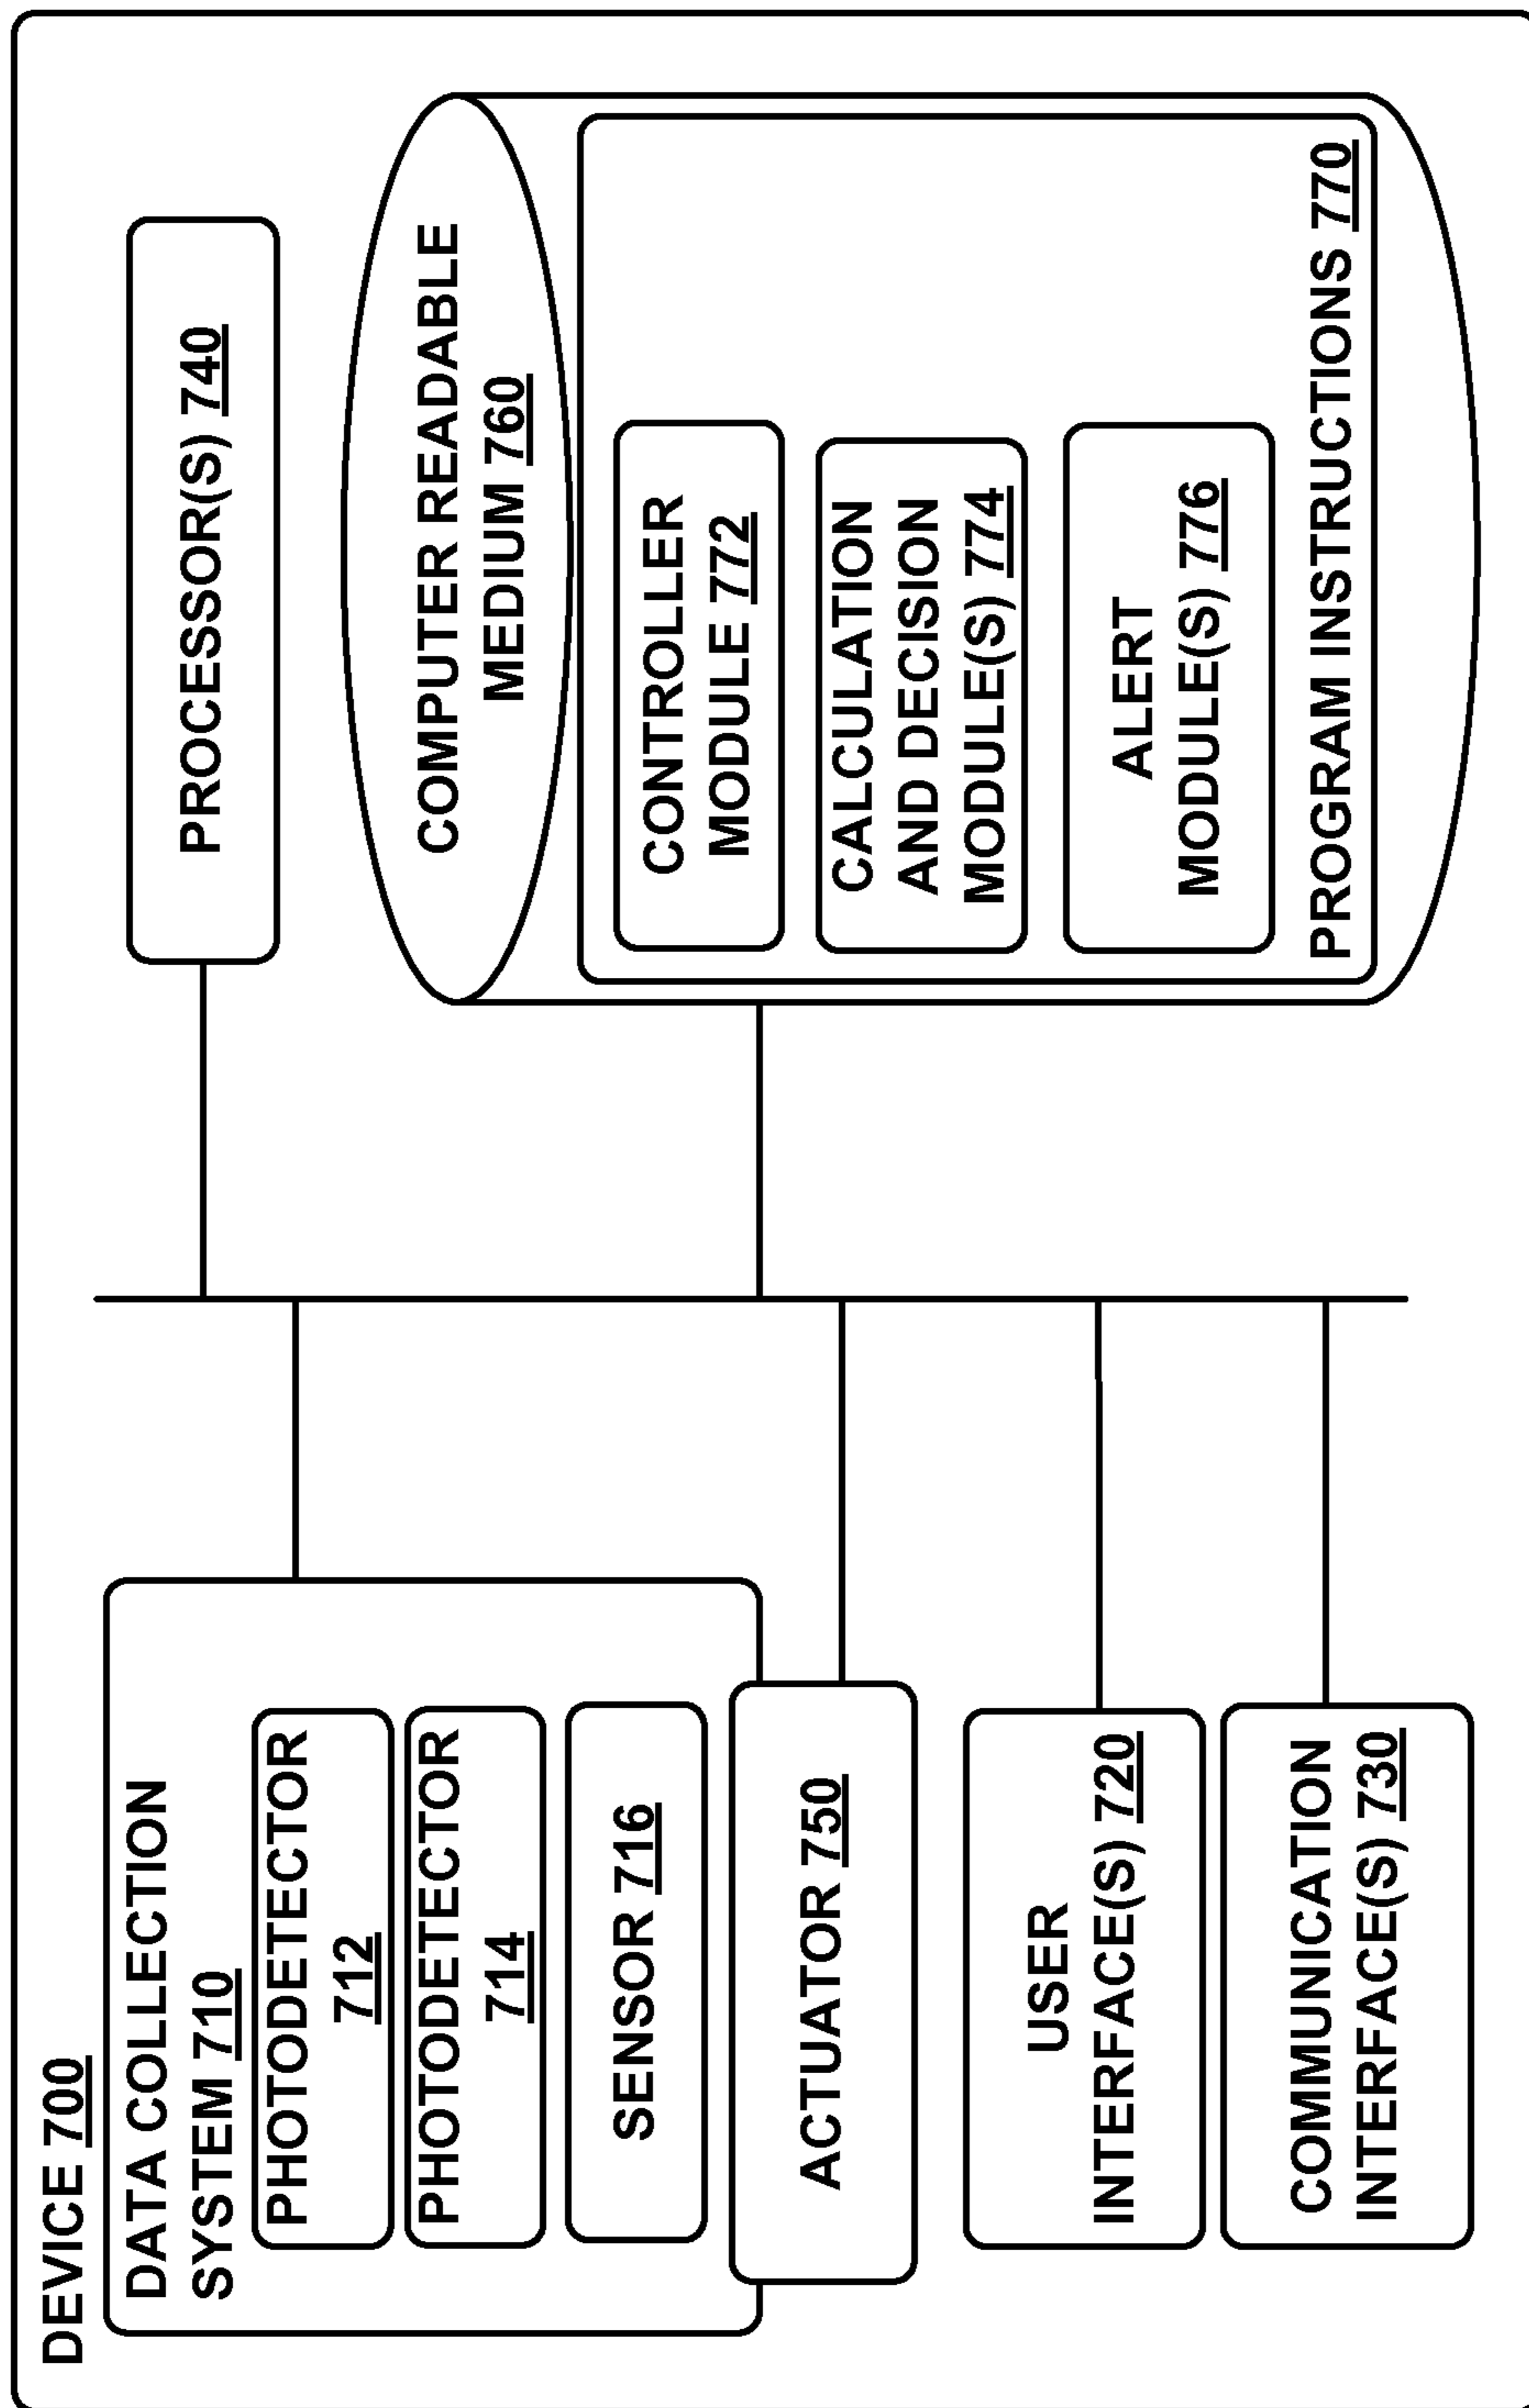 DEVICE 700
DATA COLLECTION
SYSTEM 710
PHOTODETECTOR
712
PHOTODETECTOR
714
SENSOR 716
ACTUATOR 750
USER
INTERFACE(S) 720
COMMUNICATION
INTERFACE(S) 730
PROCESSOR(S) 740
COMPUTER READABLE
MEDIUM 760
CONTROLLER
MODULE 772
CALCULATION
AND DECISION
MODULE(S) 774
ALERT
MODULE(S) 776
PROGRAM INSTRUCTIONS 770